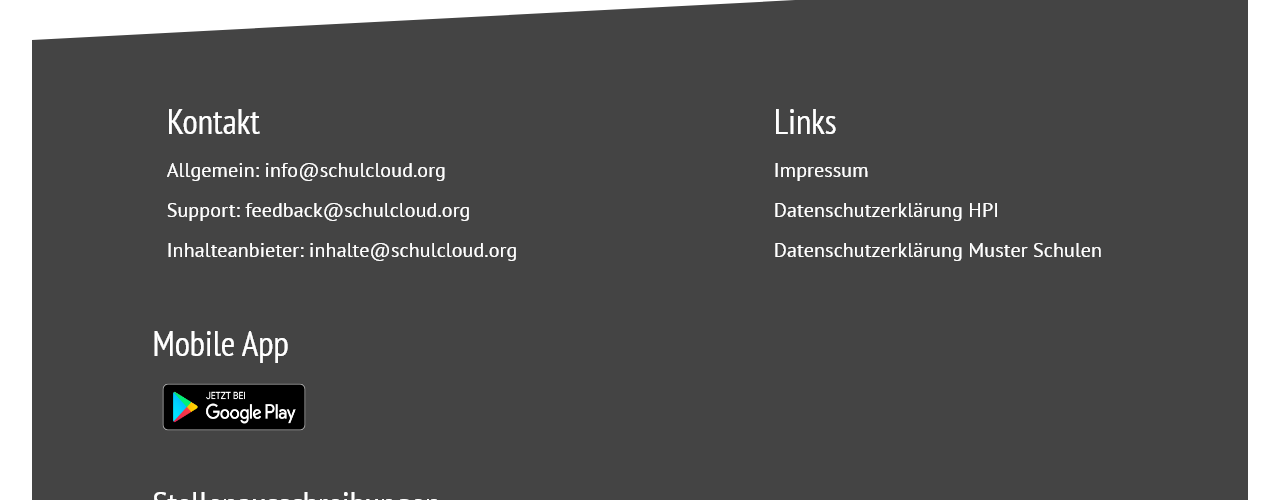 Kontakt
Allgemein: info@schulcloud.org
Support: feedback@schulcloud.org
Inhalteanbieter: inhalte@schulcloud.org
Links
Impressum
Datenschutzerklärung HPI
Datenschutzerklärung Muster Schulen
Mobile App
JETZT BEI
Google Play
Stellenausschreibungen